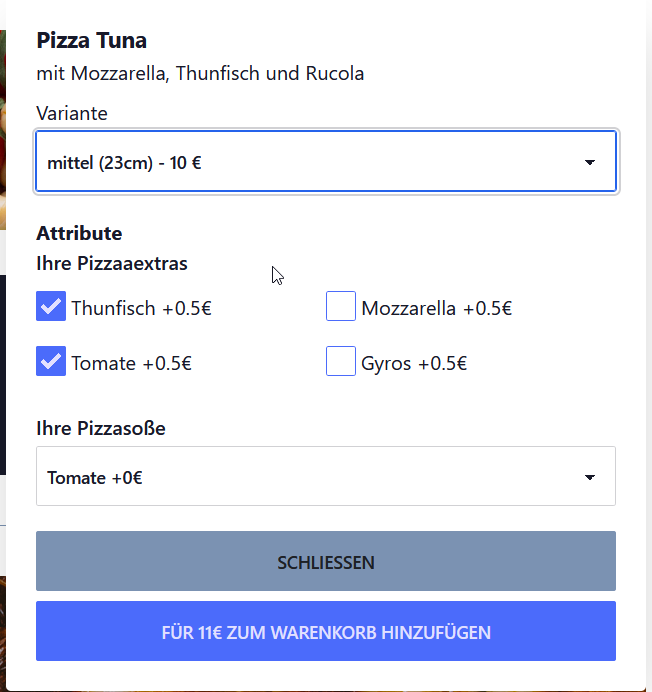 Pizza Tuna
mit Mozzarella, Thunfisch und Rucola
Variante
mittel (23cm) - 10 €
Attribute
Ihre Pizzaaextras
Thunfisch +0.5€
Mozzarella +0.5€
Tomate +0.5€
Gyros +0.5€
Ihre Pizzasoße
Tomate +0€
SCHLIESSEN
FÜR 11€ ZUM WARENKORB HINZUFÜGEN